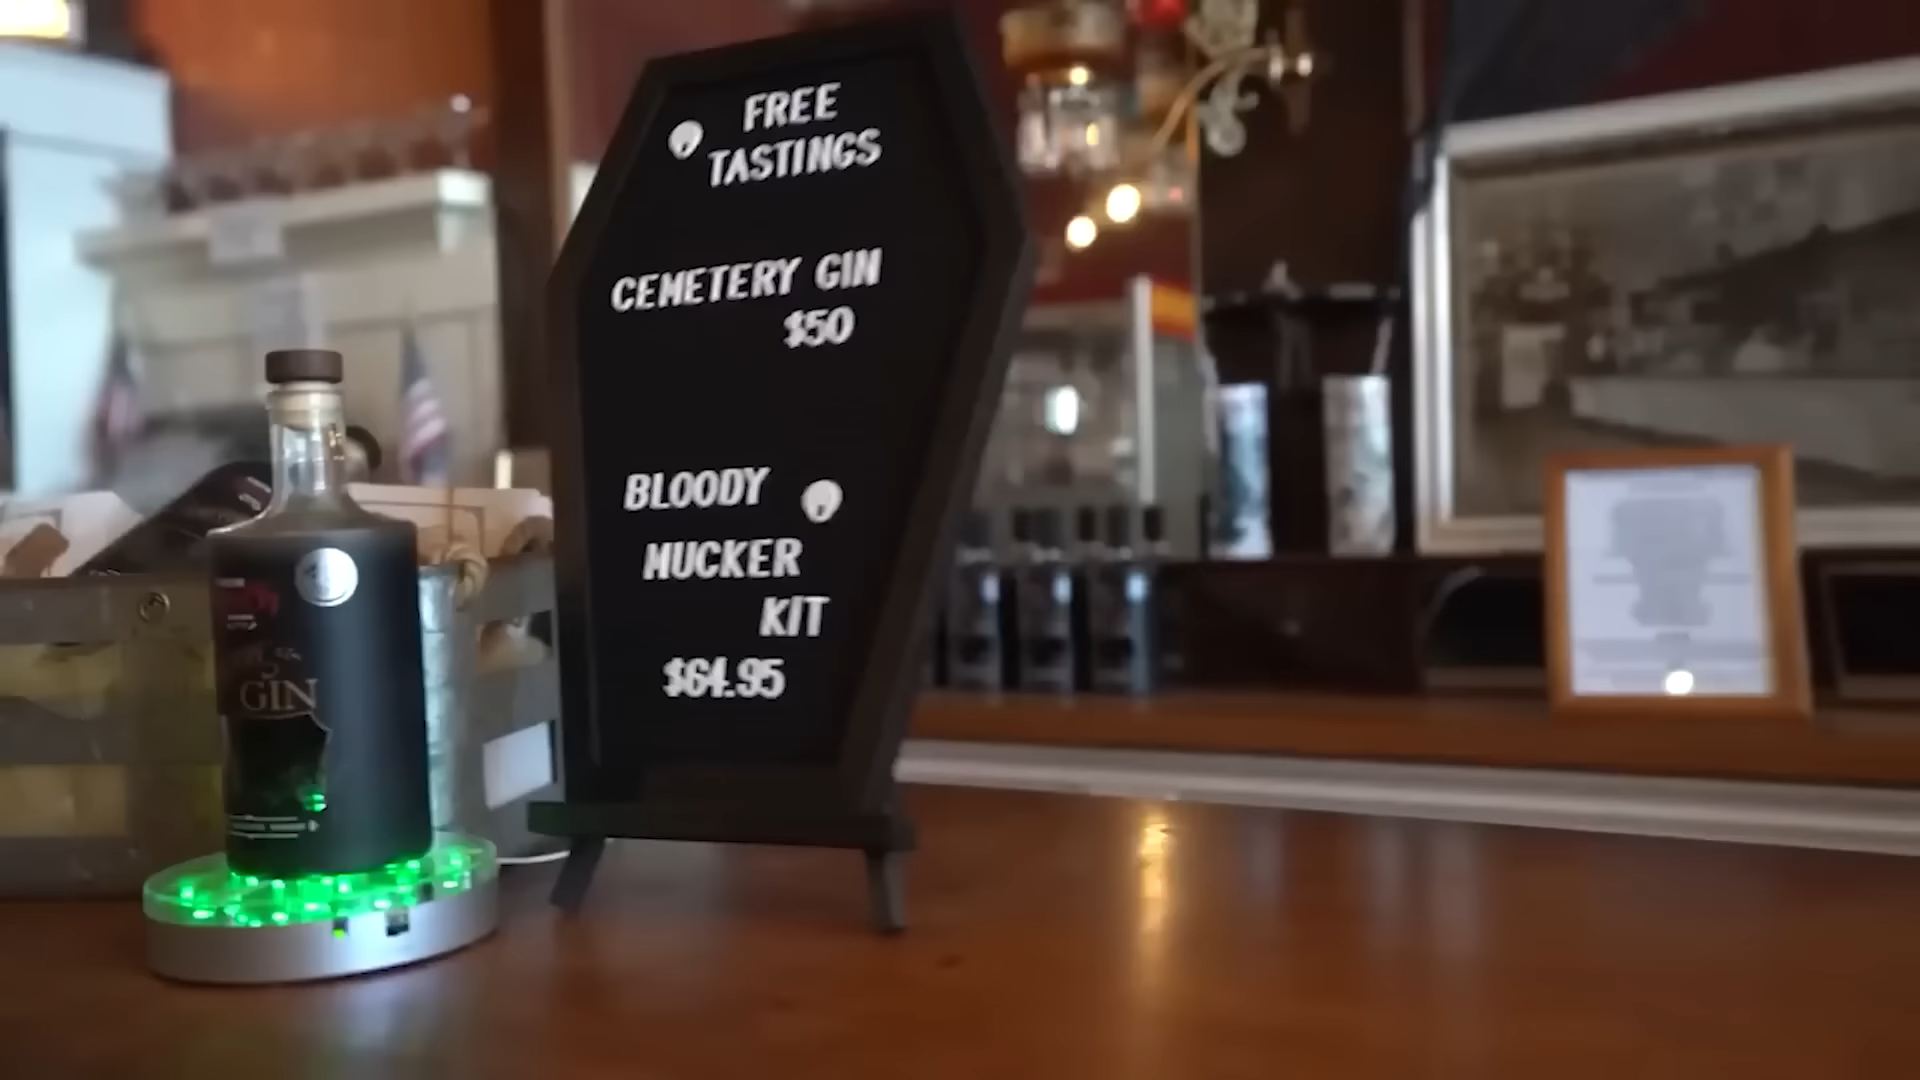 FREE
TASTINGS
CEMETERY GIN
$50
BLOODY
MUCKER
KIT
$64.95
GIN